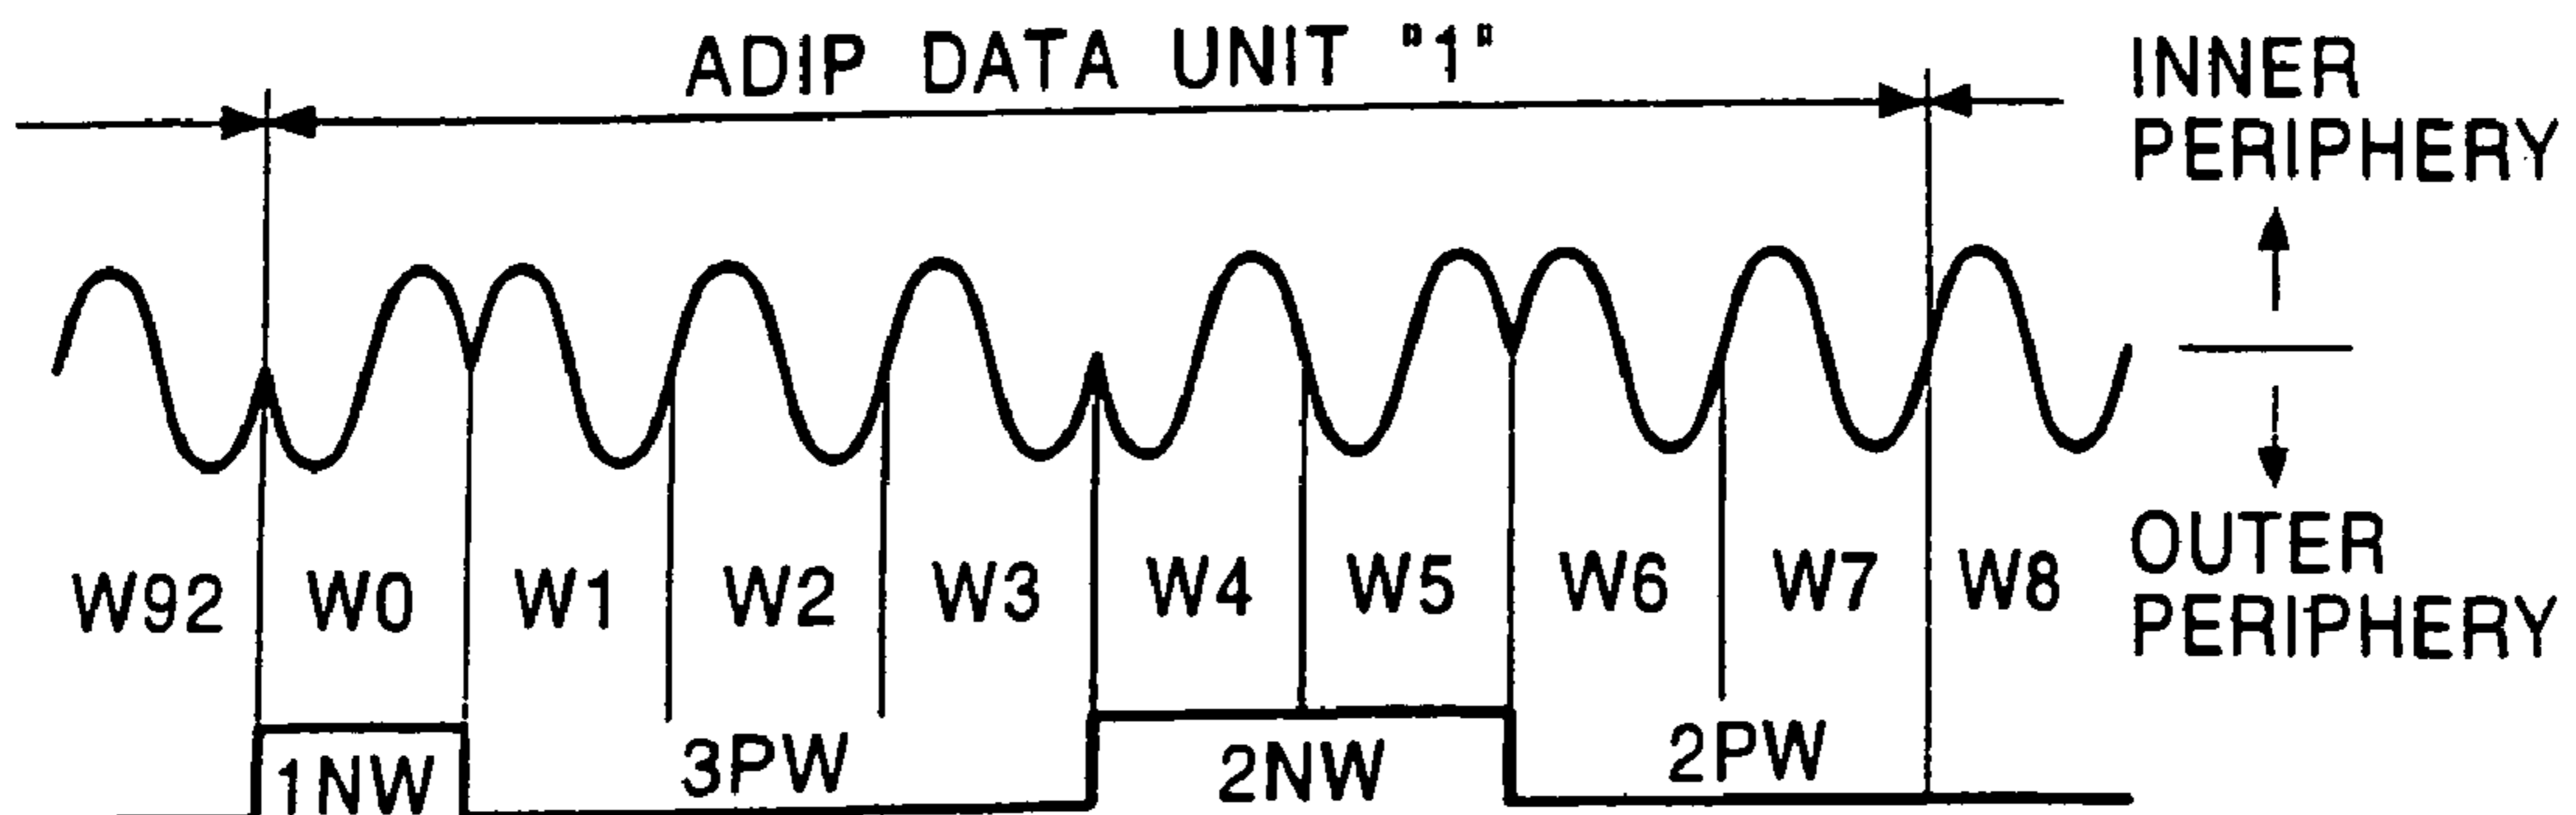 ADIP DATA UNIT "1"
INNER
PERIPHERY
OUTER
PERIPHERY
W92 W0 W1 W2 W3 W4 W5 W6 W7 W8
1NW 3PW 2NW 2PW